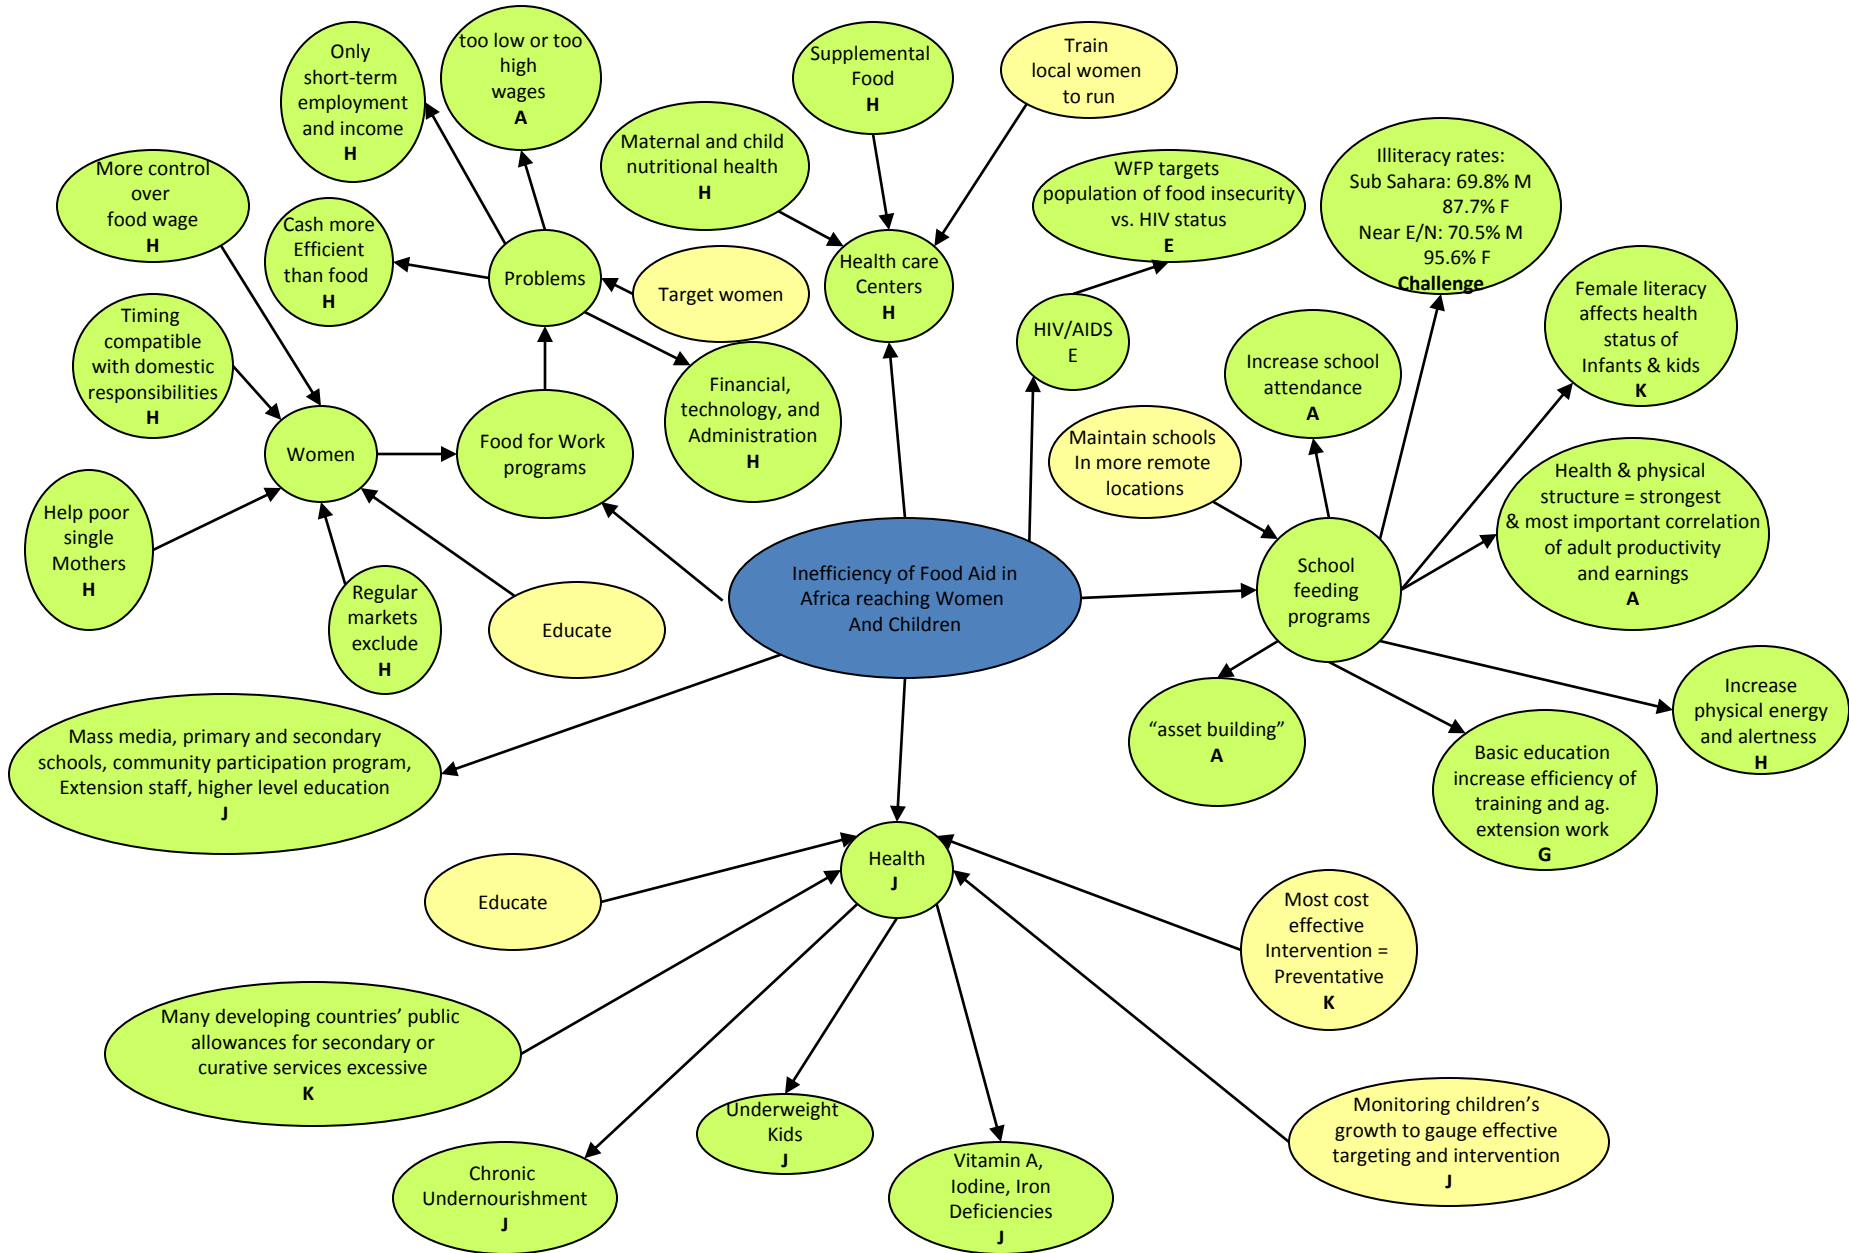 Only
short-term
employment
and income
H
too low or too
high
wages
A
Supplemental
Food
H
Train
local women
to run
Maternal and child
nutritional health
H
More control
over
food wage
H
Cash more
Efficient
than food
H
Problems
Target women
Health care
Centers
H
WFP targets
population of food insecurity
vs. HIV status
E
Illiteracy rates:
Sub Sahara: 69.8% M
87.7% F
Near E/N: 70.5% M
95.6% F
Challenge
Female literacy
affects health
status of
Infants & kids
K
Timing
compatible
with domestic
responsibilities
H
HIV/AIDS
E
Increase school
attendance
A
Financial,
technology, and
Administration
H
Women
Food for Work
programs
Maintain schools
In more remote
locations
Health & physical
structure = strongest
& most important correlation
of adult productivity
and earnings
A
Help poor
single
Mothers
H
Regular
markets
exclude
H
Educate
Inefficiency of Food Aid in
Africa reaching Women
And Children
School
feeding
programs
Increase
physical energy
and alertness
H
“asset building”
A
Basic education
increase efficiency of
training and ag.
extension work
G
Mass media, primary and secondary
schools, community participation program,
Extension staff, higher level education
J
Health
J
Educate
Most cost
effective
Intervention =
Preventative
K
Many developing countries’ public
allowances for secondary or
curative services excessive
K
Underweight
Kids
J
Monitoring children’s
growth to gauge effective
targeting and intervention
J
Chronic
Undernourishment
J
Vitamin A,
Iodine, Iron
Deficiencies
J